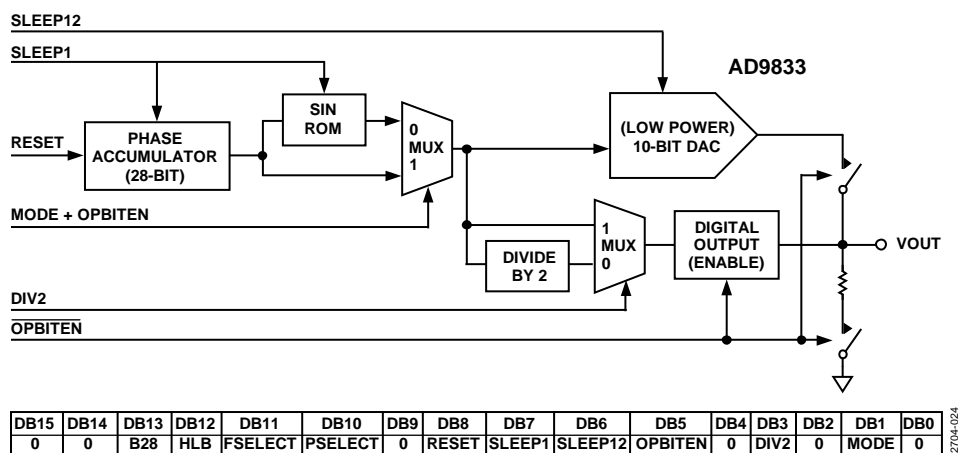 SLEEP12
SLEEP1
AD9833
RESET
PHASE
ACCUMULATOR
(28-BIT)
SIN
ROM
0
MUX
1
(LOW POWER)
10-BIT DAC
MODE + OPBITEN
DIVIDE
BY 2
1
MUX
0
DIGITAL
OUTPUT
(ENABLE)
VOUT
DIV2
OPBITEN
DB15 DB14 DB13 DB12 DB11 DB10 DB9 DB8 DB7 DB6 DB5 DB4 DB3 DB2 DB1 DB0
0 0 B28 HLB FSELECT PSELECT 0 RESET SLEEP1 SLEEP12 OPBITEN 0 DIV2 0 MODE 0
2704-024